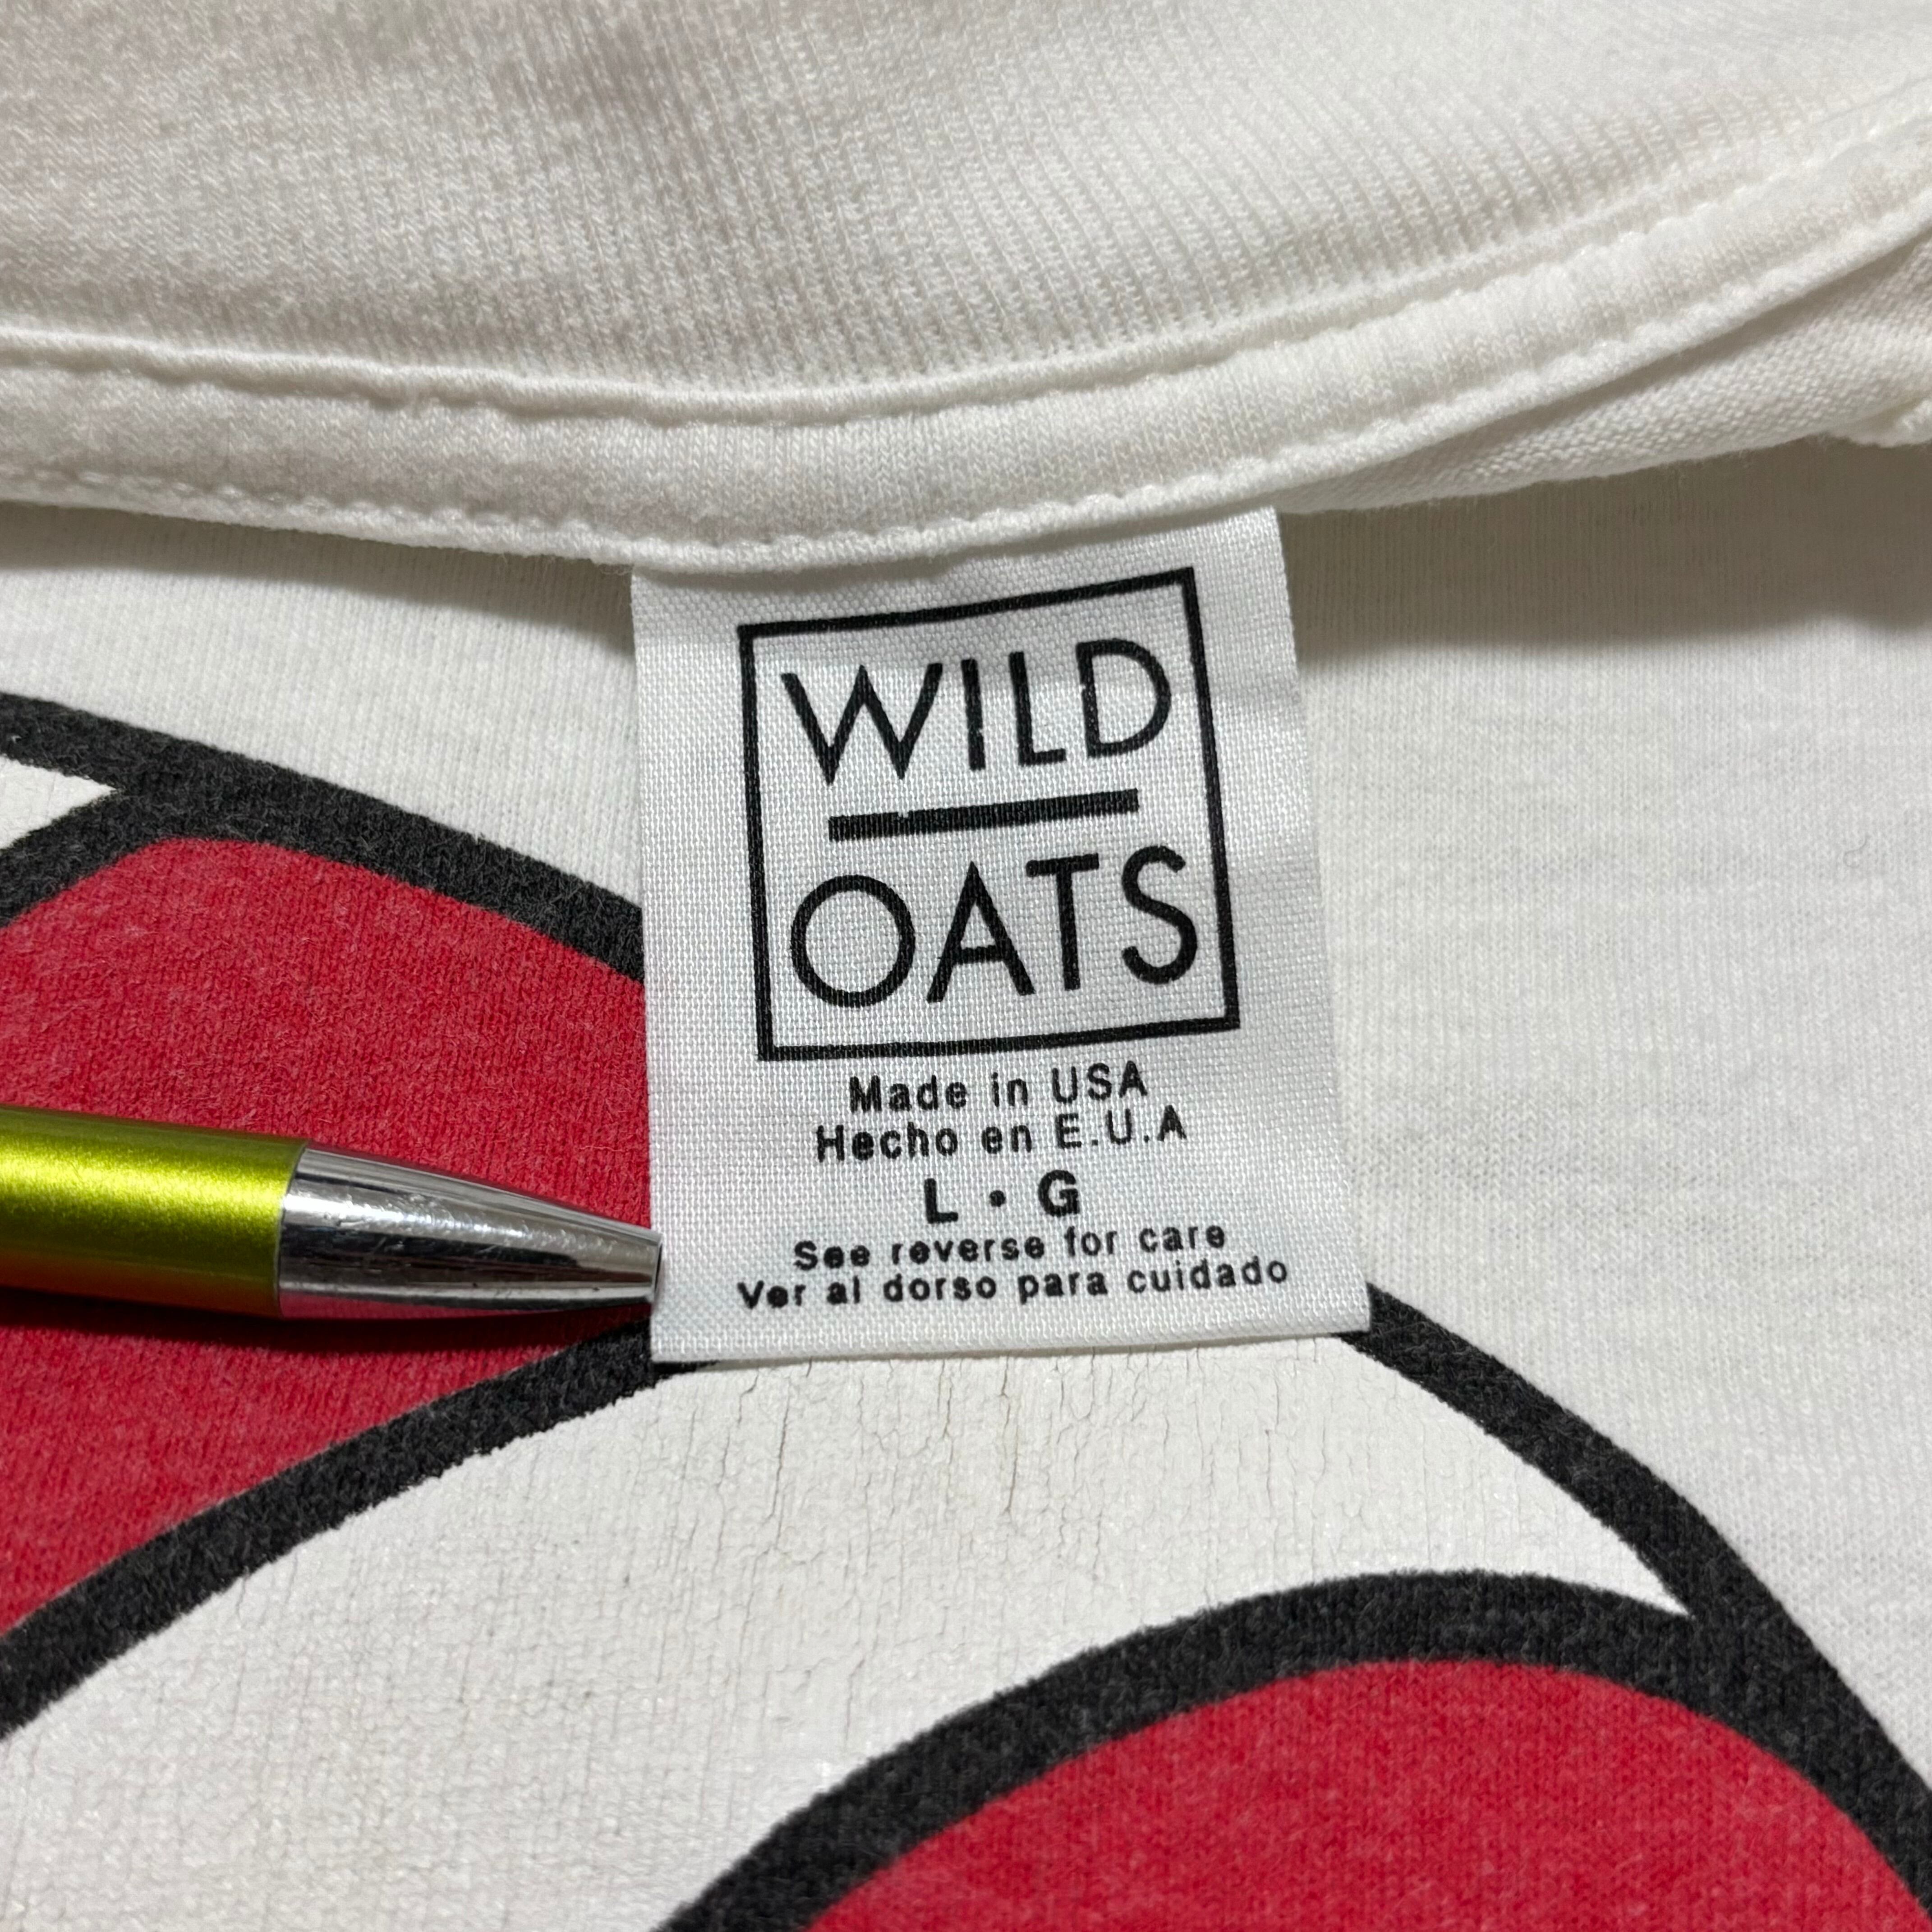 WILD
OATS
Made in USA
Hecho en E.U.A
L • G
See reverse for care
Ver al dorso para cuidado